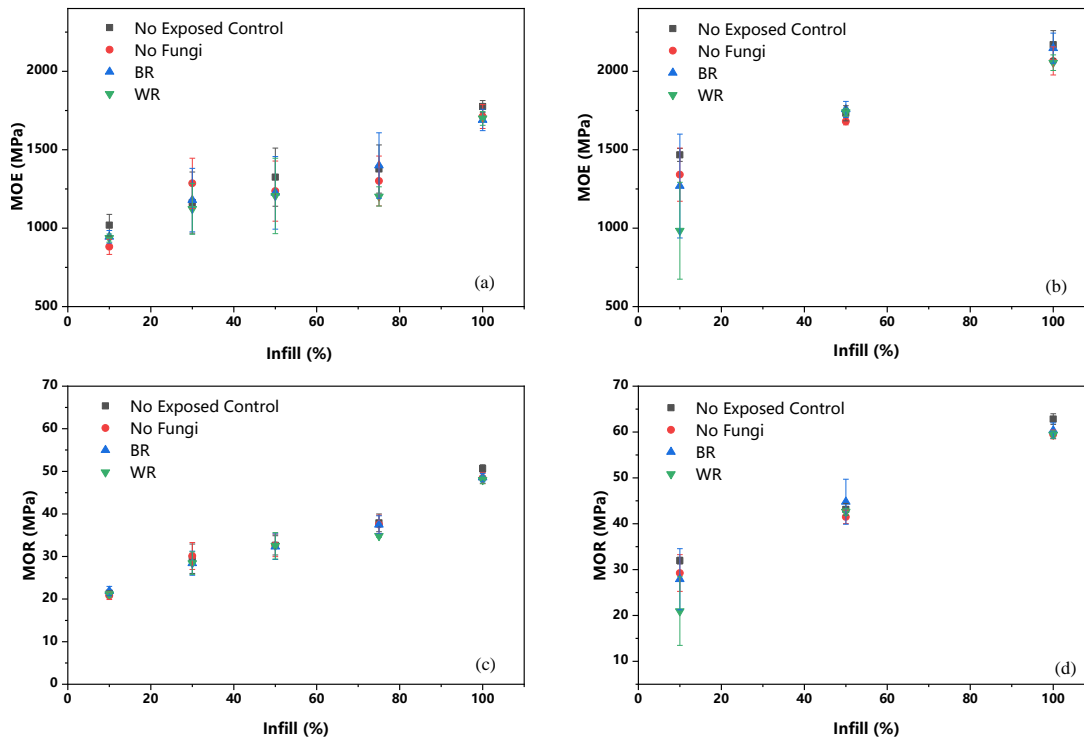 No Exposed Control
No Fungi
BR
WR
2000
1500
1000
500
MOE (MPa)
(a)
0 20 40 60 80 100
Infill (%)
No Exposed Control
No Fungi
BR
WR
2000
1500
1000
500
MOE (MPa)
(b)
0 20 40 60 80 100
Infill (%)
70
60
50
40
30
20
10
0
No Exposed Control
No Fungi
BR
WR
MOR (MPa)
(c)
0 20 40 60 80 100
Infill (%)
70
60
50
40
30
20
10
No Exposed Control
No Fungi
BR
WR
MOR (MPa)
(d)
0 20 40 60 80 100
Infill (%)